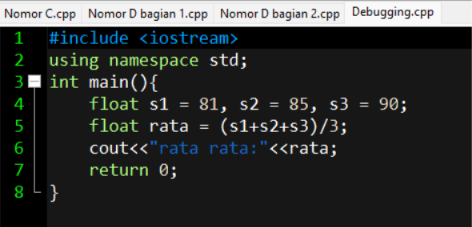 Nomor C.cpp Nomor D bagian 1.cpp Nomor D bagian 2.cpp Debugging.cpp
1 #include <iostream>
2 using namespace std;
3 int main(){
4 float s1 = 81, s2 = 85, s3 = 90;
5 float rata = (s1+s2+s3)/3;
6 cout<<"rata rata:"<<rata;
7 return 0;
8 }